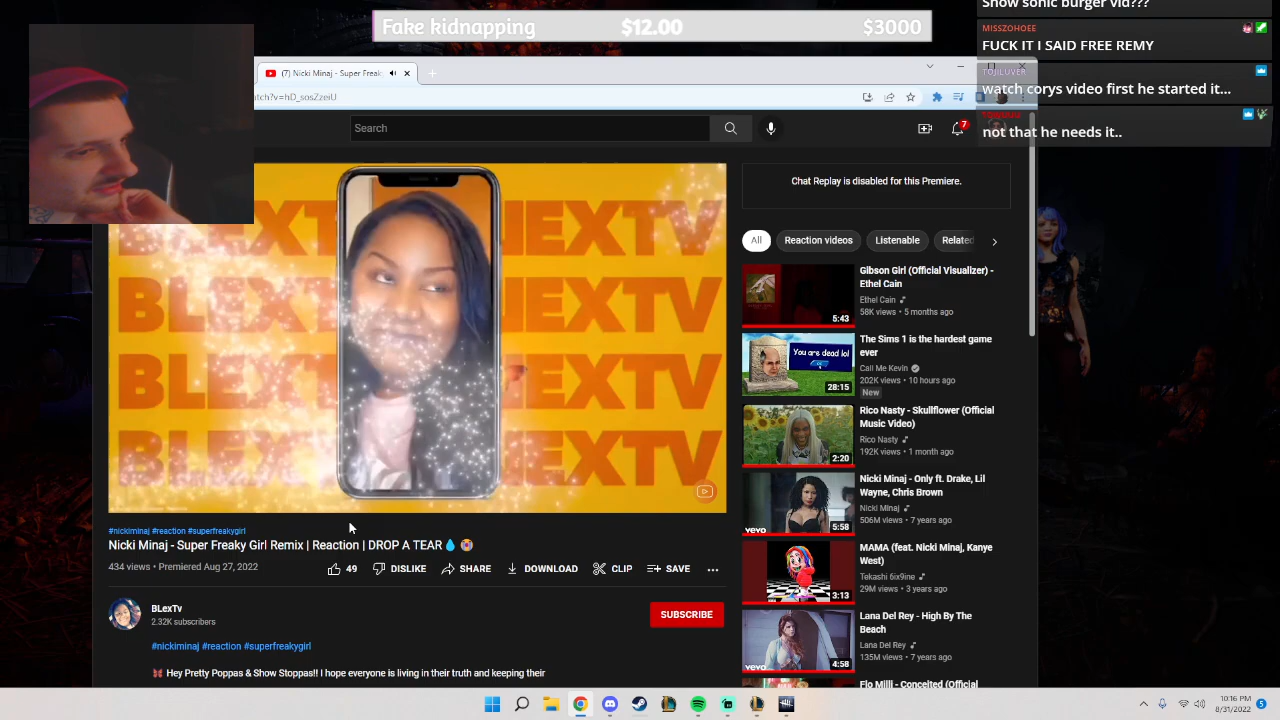 Fake kidnapping $12.00 $3000
Show sonic burger vid???
MISSZOHOEE
FUCK IT I SAID FREE REMY
TOJILUVER
watch corys video first he started it...
not that he needs it..
(7) Nicki Minaj - Super Freak
tch?v=hD_sosZzeiU
Search
7
Chat Replay is disabled for this Premiere.
All Reaction videos Listenable Related
BLEXTV
BLEXTV
BLEXTV
BLEXTV
Gibson Girl (Official Visualizer) -
Ethel Cain
Ethel Cain
58K views • 5 months ago
5:43
The Sims 1 is the hardest game
ever
Call Me Kevin
202K views • 10 hours ago
New
You are dead lol
28:15
Rico Nasty - Skullflower (Official
Music Video)
Rico Nasty
192K views • 1 month ago
2:20
Nicki Minaj - Only ft. Drake, Lil
Wayne, Chris Brown
Nicki Minaj
506M views • 7 years ago
vevo
5:58
MAMA (feat. Nicki Minaj, Kanye
West)
Tekashi 6ix9ine
29M views • 3 years ago
3:13
Lana Del Rey - High By The
Beach
Lana Del Rey
135M views • 7 years ago
vevo
4:58
Flo Milli - Conceited (Official
#nickiminaj #reaction #superfreakygirl
Nicki Minaj - Super Freaky Girl Remix | Reaction | DROP A TEAR💧 😭
434 views • Premiered Aug 27, 2022
49 DISLIKE SHARE DOWNLOAD CLIP SAVE ...
BLexTv
2.32K subscribers
SUBSCRIBE
#nickiminaj #reaction #superfreakygirl
Hey Pretty Poppas & Show Stoppas!! I hope everyone is living in their truth and keeping their
10:16 PM
8/31/2022
5